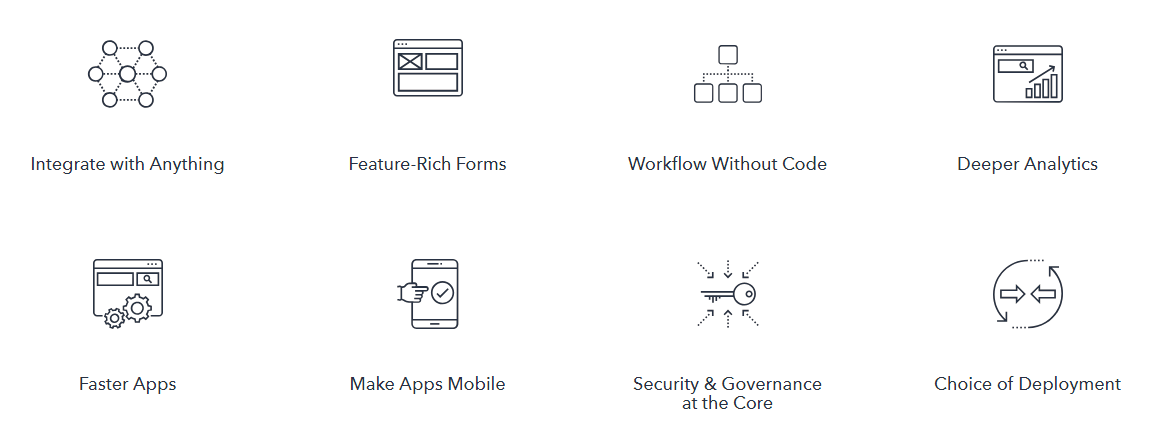 Integrate with Anything
Feature-Rich Forms
Workflow Without Code
Deeper Analytics
Faster Apps
Make Apps Mobile
Security & Governance
at the Core
Choice of Deployment